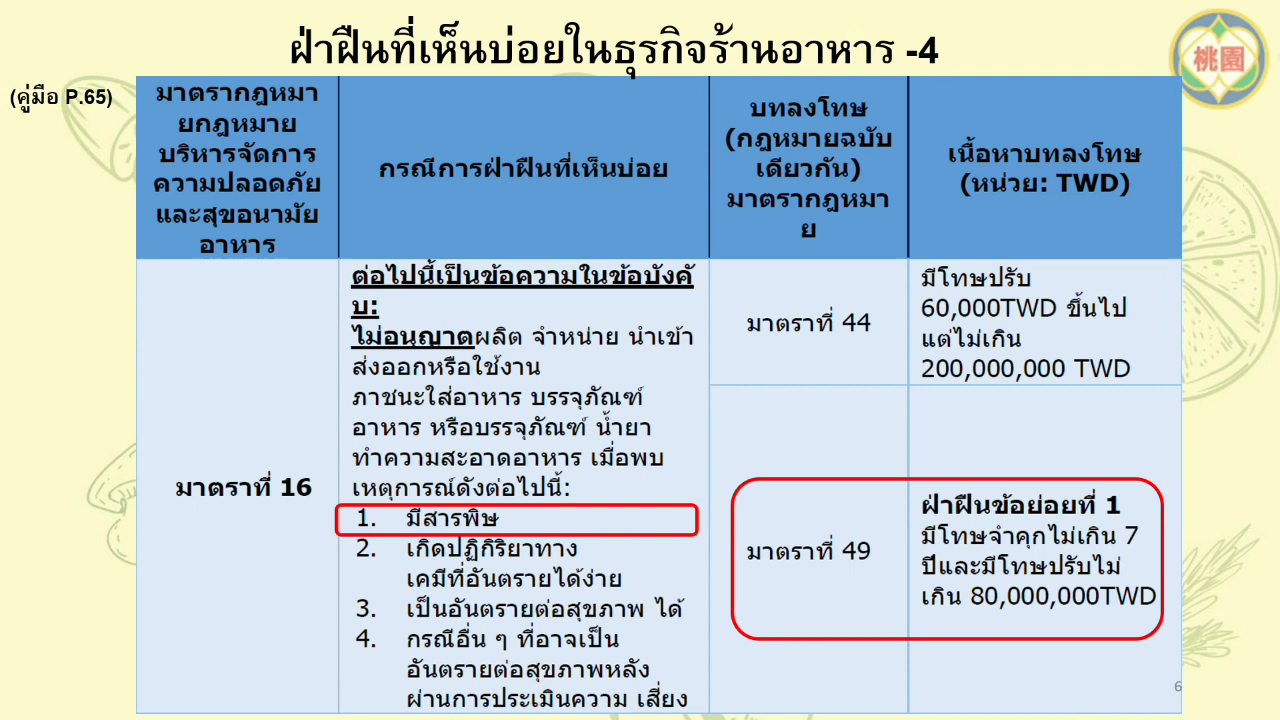 ฝ่าฝืนที่เห็นบ่อยในธุรกิจร้านอาหาร -4
桃園
(คู่มือ P.65)
มาตรากฎหมา
ยกฎหมาย
บริหารจัดการ
ความปลอดภัย
และสุขอนามัย
อาหาร
กรณีการฝ่าฝืนที่เห็นบ่อย
บทลงโทษ
(กฎหมายฉบับ
เดียวกัน)
มาตรากฎหมา
ย
เนื้อหาบทลงโทษ
(หน่วย: TWD)
มาตราที่ 16
ต่อไปนี้เป็นข้อความในข้อบังคั
บ:
ไม่อนุญาตผลิต จำหน่าย นำเข้า
ส่งออกหรือใช้งาน
ภาชนะใส่อาหาร บรรจุภัณฑ์
อาหาร หรือบรรจุภัณฑ์ น้ำยา
ทำความสะอาดอาหาร เมื่อพบ
เหตุการณ์ดังต่อไปนี้:
1. มีสารพิษ
2. เกิดปฏิกิริยาทาง
เคมีที่อันตรายได้ง่าย
3. เป็นอันตรายต่อสุขภาพ ได้
4. กรณีอื่น ๆ ที่อาจเป็น
อันตรายต่อสุขภาพหลัง
ผ่านการประเมินความ เสี่ยง
มาตราที่ 44
มีโทษปรับ
60,000TWD ขึ้นไป
แต่ไม่เกิน
200,000,000 TWD
มาตราที่ 49
ฝ่าฝืนข้อย่อยที่ 1
มีโทษจำคุกไม่เกิน 7
ปีและมีโทษปรับไม่
เกิน 80,000,000TWD
6